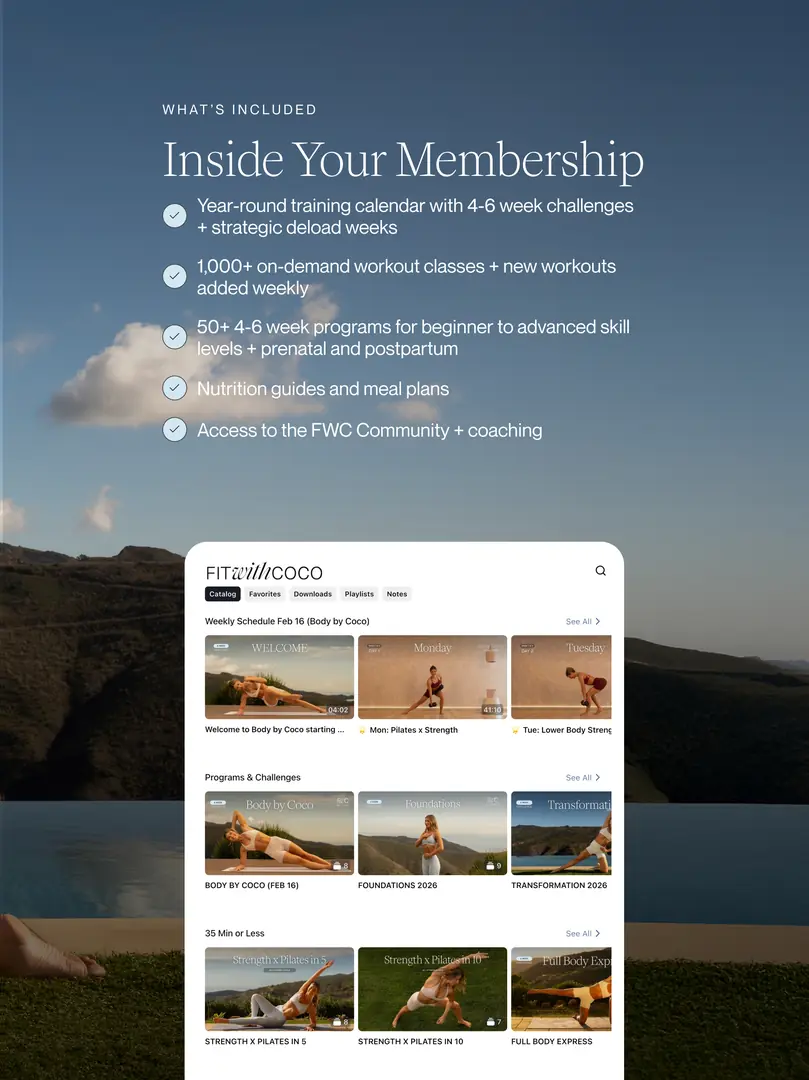 WHAT'S INCLUDED
Inside Your Membership
Year-round training calendar with 4-6 week challenges
+ strategic deload weeks
1,000+ on-demand workout classes + new workouts
added weekly
50+ 4-6 week programs for beginner to advanced skill
levels + prenatal and postpartum
Nutrition guides and meal plans
Access to the FWC Community + coaching
FITwithCOCO
Catalog Favorites Downloads Playlists Notes
Weekly Schedule Feb 16 (Body by Coco) See All
WELCOME Monday Tuesday
04:02 41:10
Welcome to Body by Coco starting ... Mon: Pilates x Strength Tue: Lower Body Streng
Programs & Challenges See All
Body by Coco Foundations Transformati
8 9
BODY BY COCO (FEB 16) FOUNDATIONS 2026 TRANSFORMATION 2026
35 Min or Less See All
Strength x Pilates in 5 Strength x Pilates in 10 Full Body Exp
8 7
STRENGTH X PILATES IN 5 STRENGTH X PILATES IN 10 FULL BODY EXPRESS